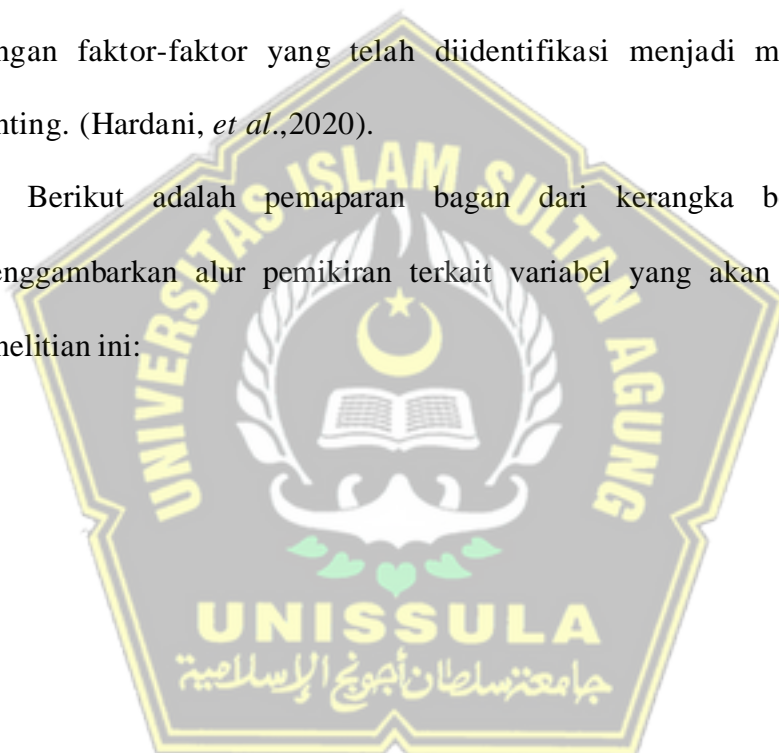 ngan faktor-faktor yang telah diidentifikasi menjadi m
nting. (Hardani, et al.,2020).
Berikut adalah pemaparan bagan dari kerangka b
enggambarkan alur pemikiran terkait variabel yang akan
nelitian ini:
UNIVERSITAS ISLAM SULTAN AGUNG
UNISSULA
جامعة سلطان أجونج الإسلامية